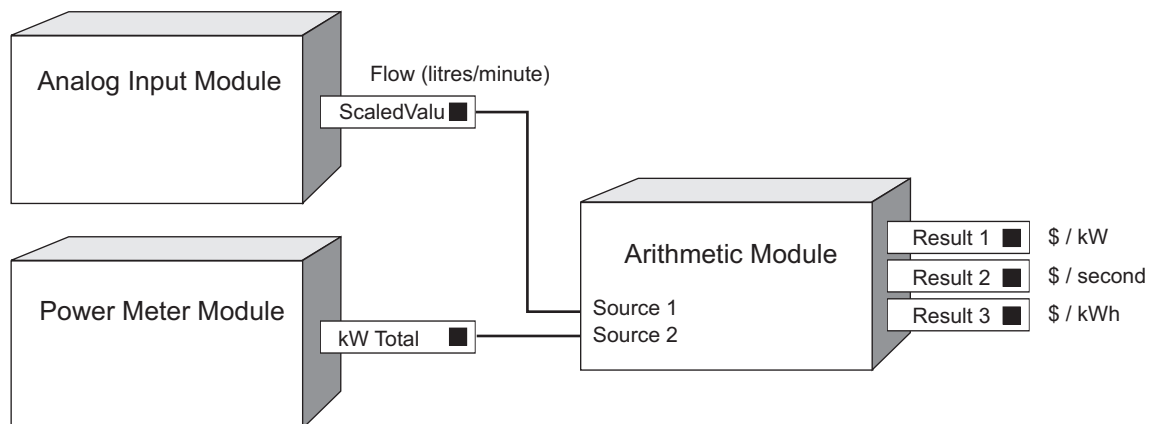 Analog Input Module
Flow (litres/minute)
ScaledValu
Arithmetic Module
Source 1
Source 2
Result 1
$ / kW
Result 2
$ / second
Result 3
$ / kWh
Power Meter Module
kW Total